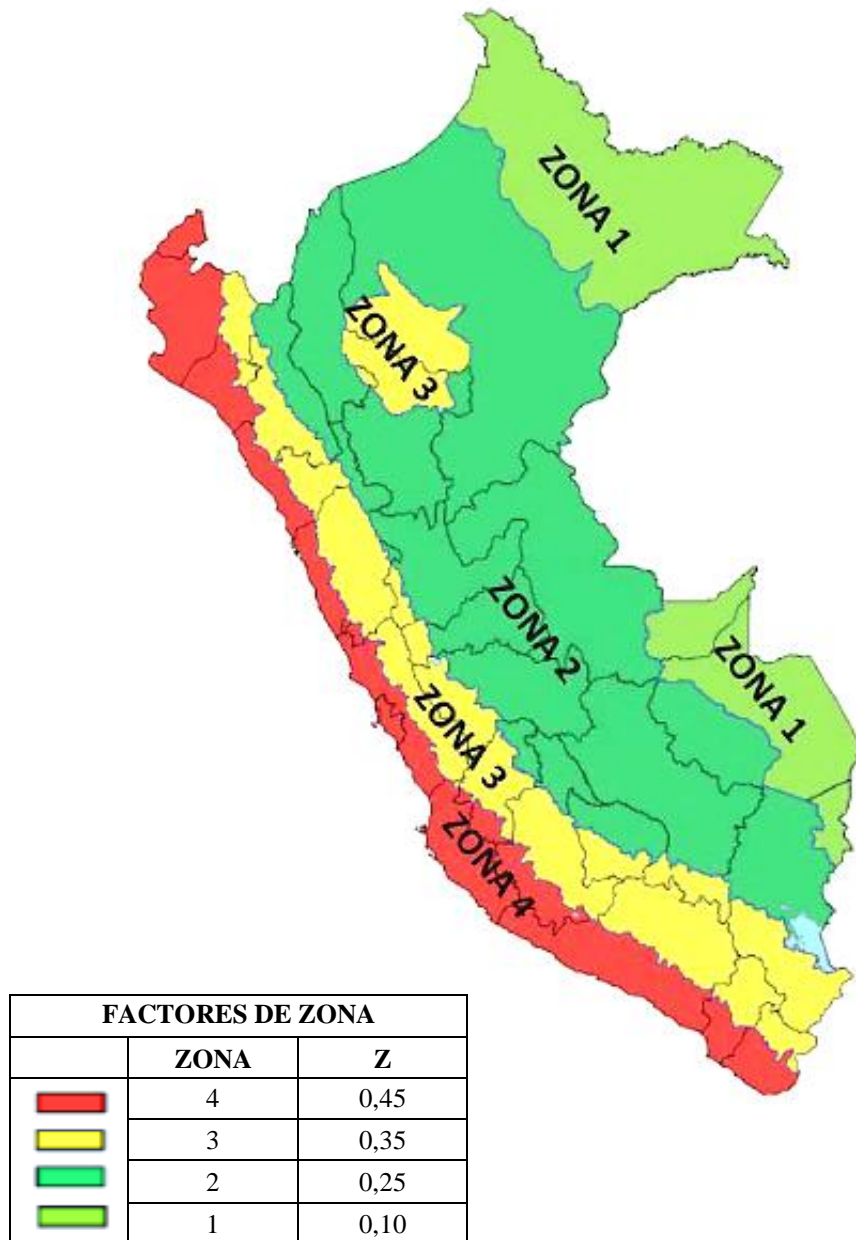 ZONA 1
ZONA 3
ZONA 2
ZONA 1
ZONA 3
ZONA 4
FACTORES DE ZONA
ZONA Z
4 0,45
3 0,35
2 0,25
1 0,10